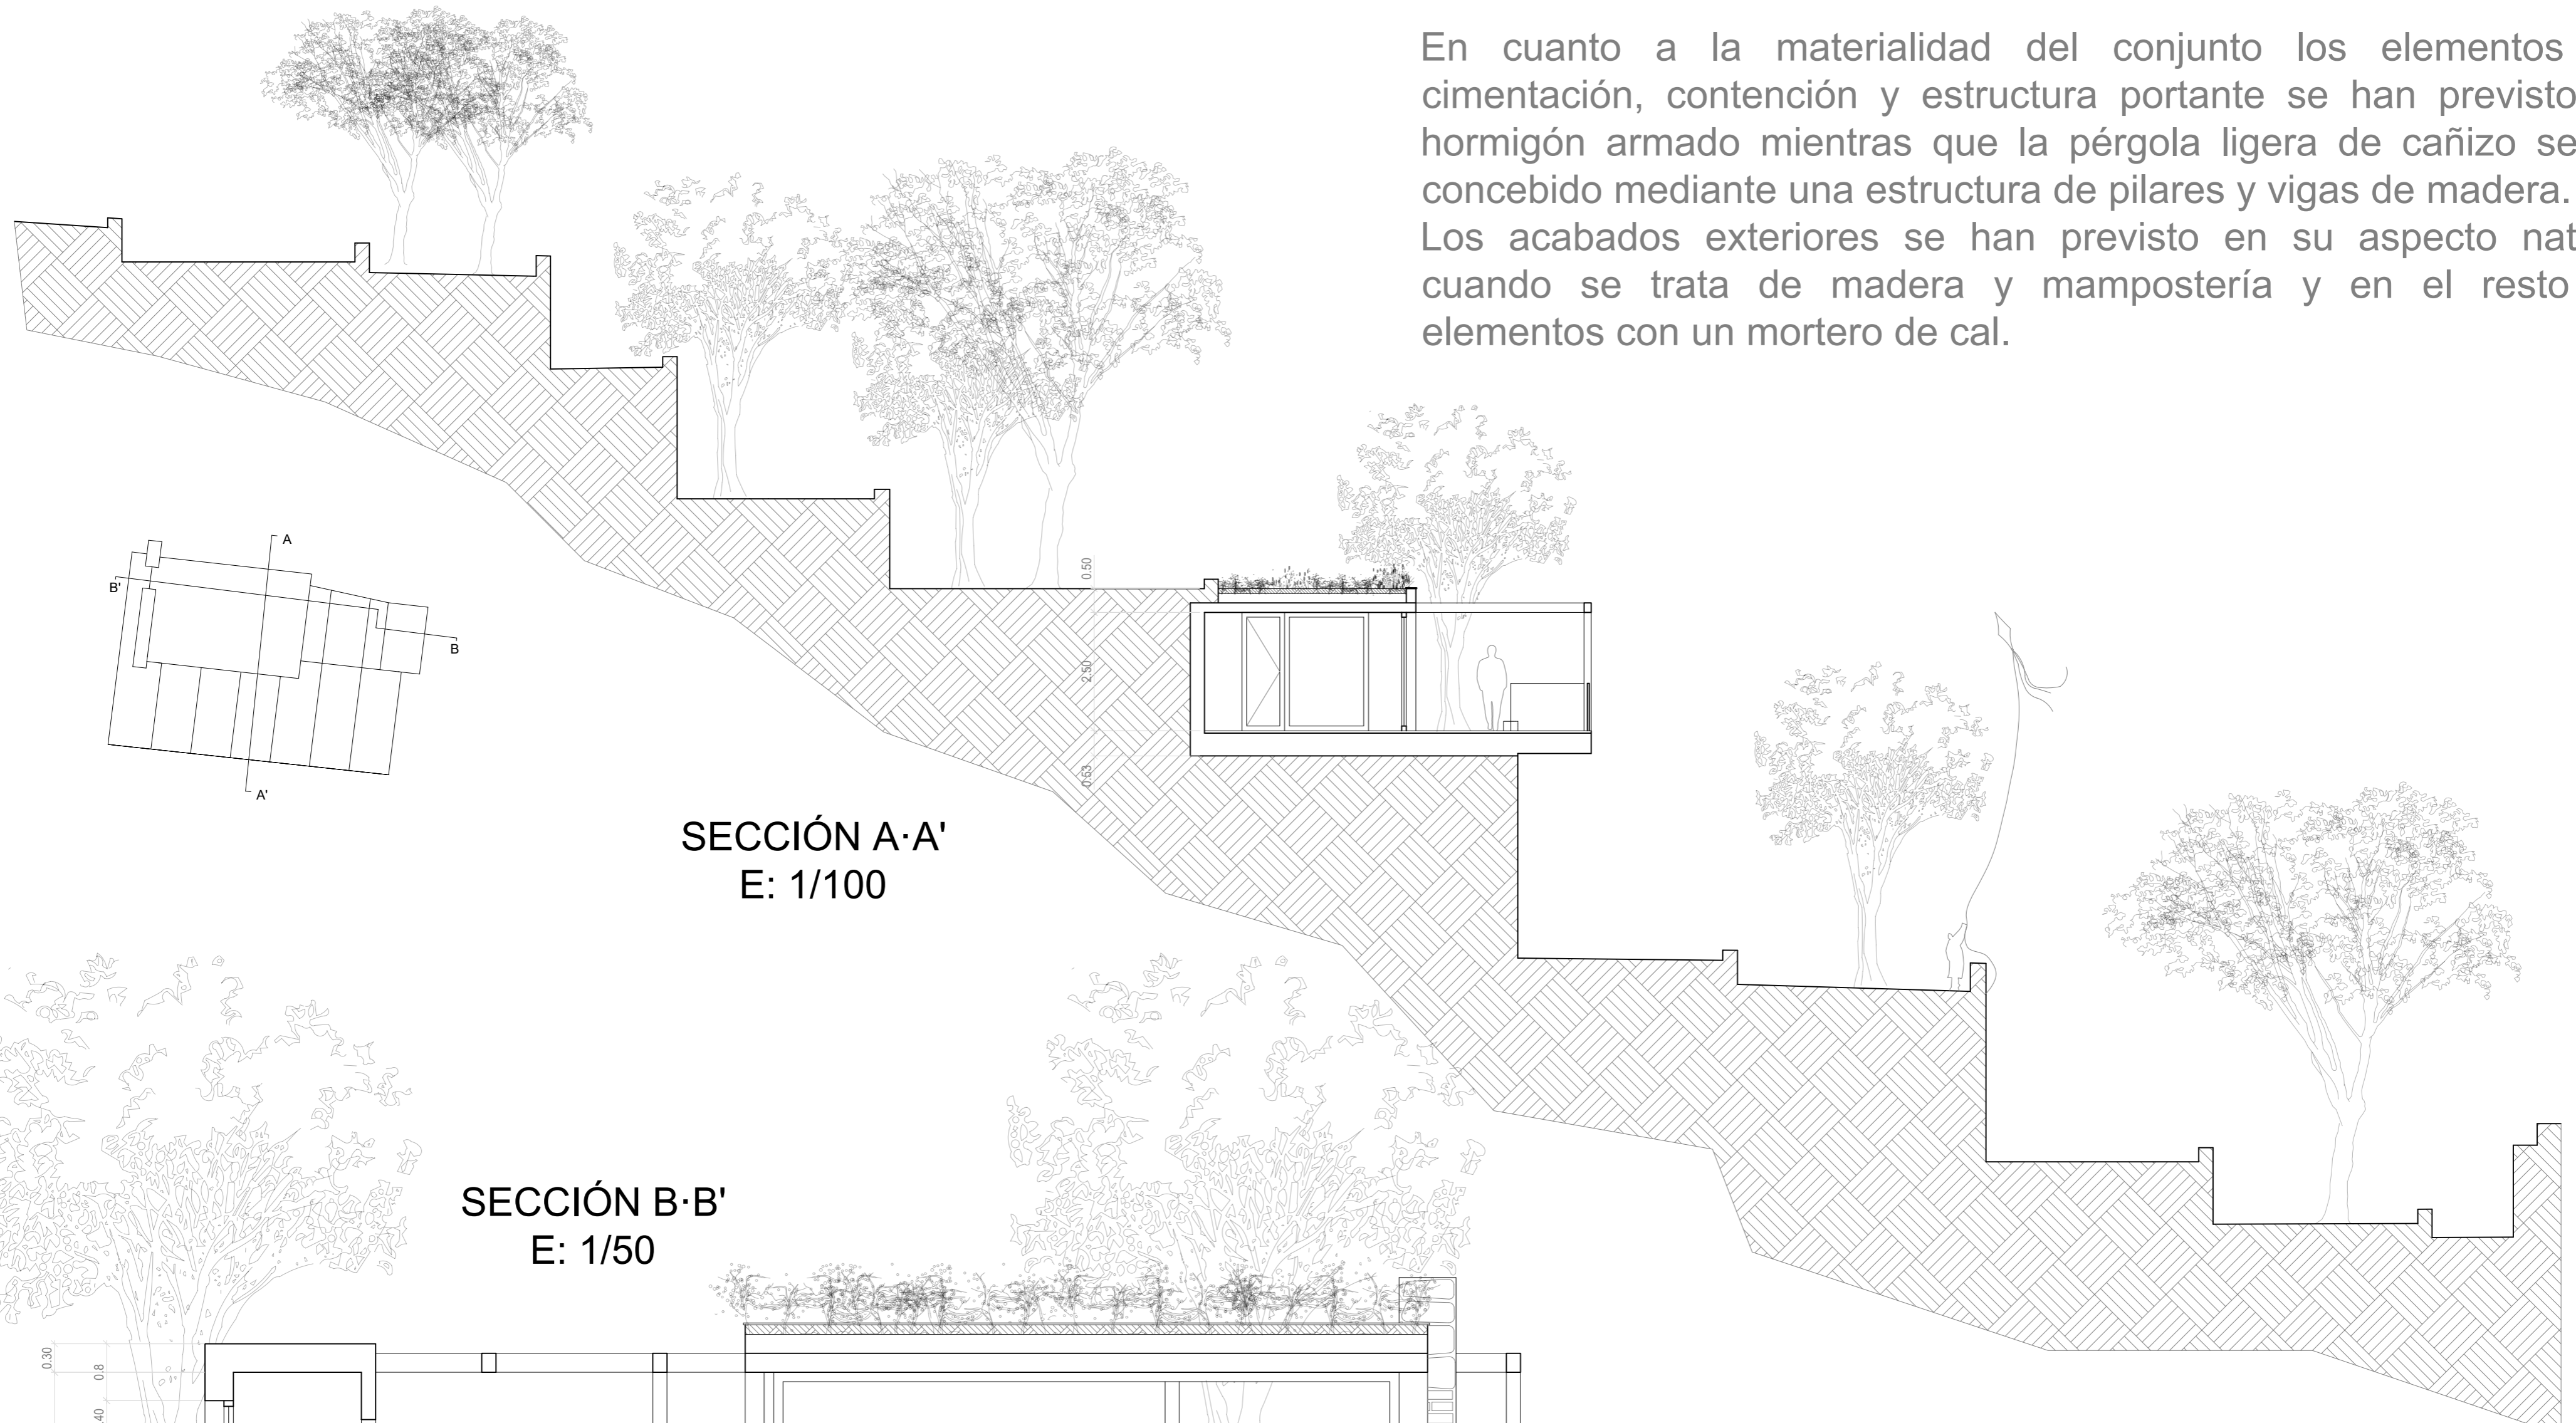 En cuanto a la materialidad del conjunto los elementos
cimentación, contención y estructura portante se han previsto
hormigón armado mientras que la pérgola ligera de cañizo se
concebido mediante una estructura de pilares y vigas de madera.
Los acabados exteriores se han previsto en su aspecto nat
cuando se trata de madera y mampostería y en el resto
elementos con un mortero de cal.
A
B'
B
A'
0.50
2.50
0.53
SECCIÓN A·A'
E: 1/100
SECCIÓN B·B'
E: 1/50
0.30
0.8
.40